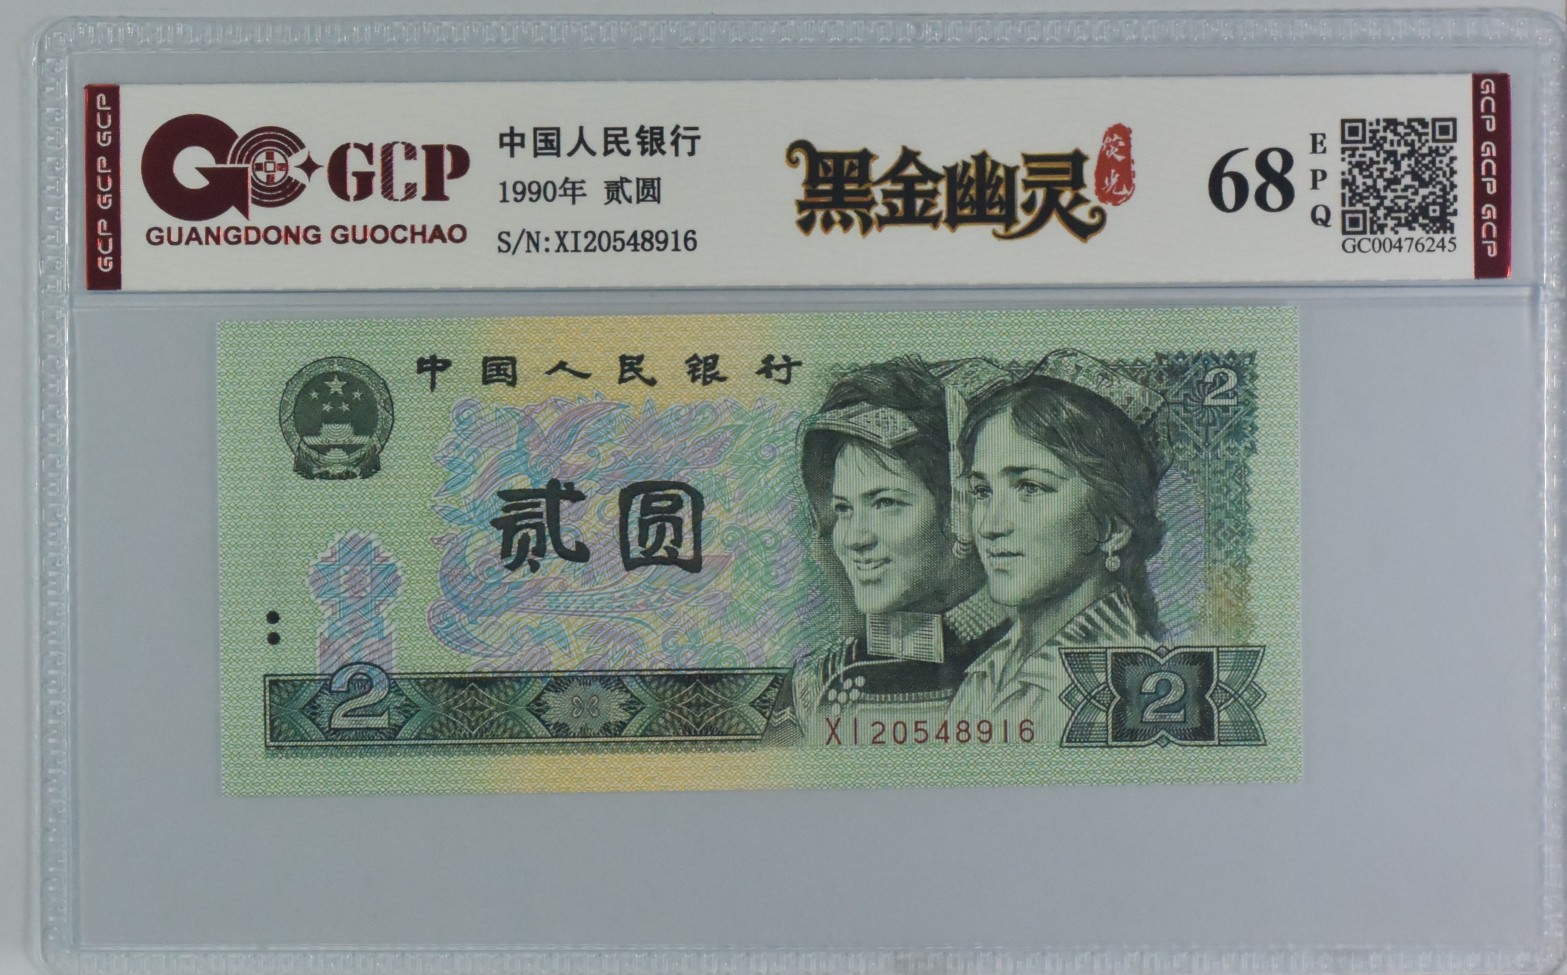 GCP GCP GCP
GCP
GUANGDONG GUOCHAO
中国人民银行
1990年 贰圆
S/N:XI20548916
黑金幽灵
荧光
68
EPQ
GC00476245
GCP GCP GCP
中国人民银行
2
贰圆
2
XI20548916
2